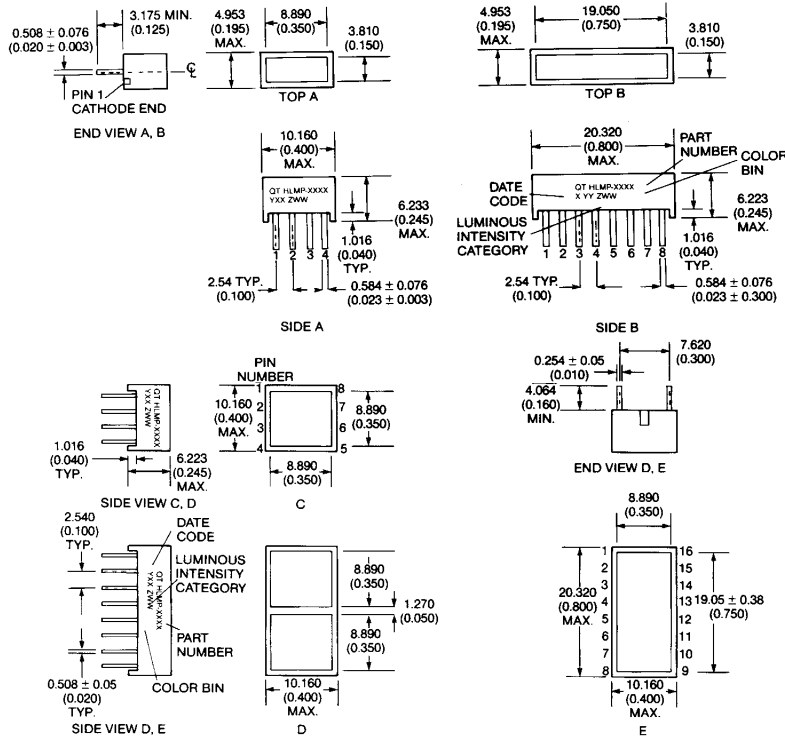 3.175 MIN.
(0.125)
0.508 ± 0.076
(0.020 ± 0.003)
PIN 1
CATHODE END
℄
END VIEW A, B
4.953
(0.195)
MAX.
8.890
(0.350)
3.810
(0.150)
TOP A
4.953
(0.195)
MAX.
19.050
(0.750)
3.810
(0.150)
TOP B
10.160
(0.400)
MAX.
QT HLMP-XXXX
YXX ZWW
6.233
(0.245)
MAX.
1.016
(0.040)
TYP.
1 2 3 4
2.54 TYP.
(0.100)
0.584 ± 0.076
(0.023 ± 0.003)
SIDE A
20.320
(0.800)
MAX.
PART
NUMBER
COLOR
BIN
DATE
CODE
QT HLMP-XXXX
X YY ZWW
LUMINOUS
INTENSITY
CATEGORY
6.223
(0.245)
MAX.
1.016
(0.040)
TYP.
1 2 3 4 5 6 7 8
2.54 TYP.
(0.100)
0.584 ± 0.076
(0.023 ± 0.300)
SIDE B
QT HLMP-XXXX
YXX ZWW
1.016
(0.040)
TYP.
6.223
(0.245)
MAX.
SIDE VIEW C, D
PIN
NUMBER
1 8
2 7
3 6
4 5
10.160
(0.400)
MAX.
8.890
(0.350)
8.890
(0.350)
C
7.620
(0.300)
0.254 ± 0.05
(0.010)
4.064
(0.160)
MIN.
END VIEW D, E
2.540
(0.100)
TYP.
DATE
CODE
LUMINOUS
INTENSITY
CATEGORY
QT HLMP-XXXX
YXX ZWW
PART
NUMBER
COLOR BIN
0.508 ± 0.05
(0.020)
TYP.
SIDE VIEW D, E
8.890
(0.350)
1.270
(0.050)
8.890
(0.350)
10.160
(0.400)
MAX.
D
8.890
(0.350)
1 16
2 15
3 14
4 13
5 12
6 11
7 10
8 9
20.320
(0.800)
MAX.
19.05 ± 0.38
(0.750)
10.160
(0.400)
MAX.
E